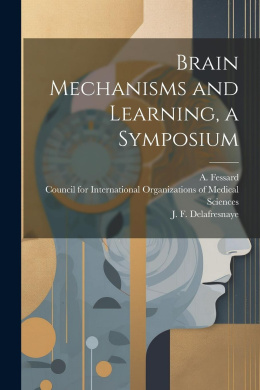 Brain
Mechanisms and
Learning, a
Symposium
A. Fessard
Council for International Organizations of Medical
Sciences
J. F. Delafresnaye